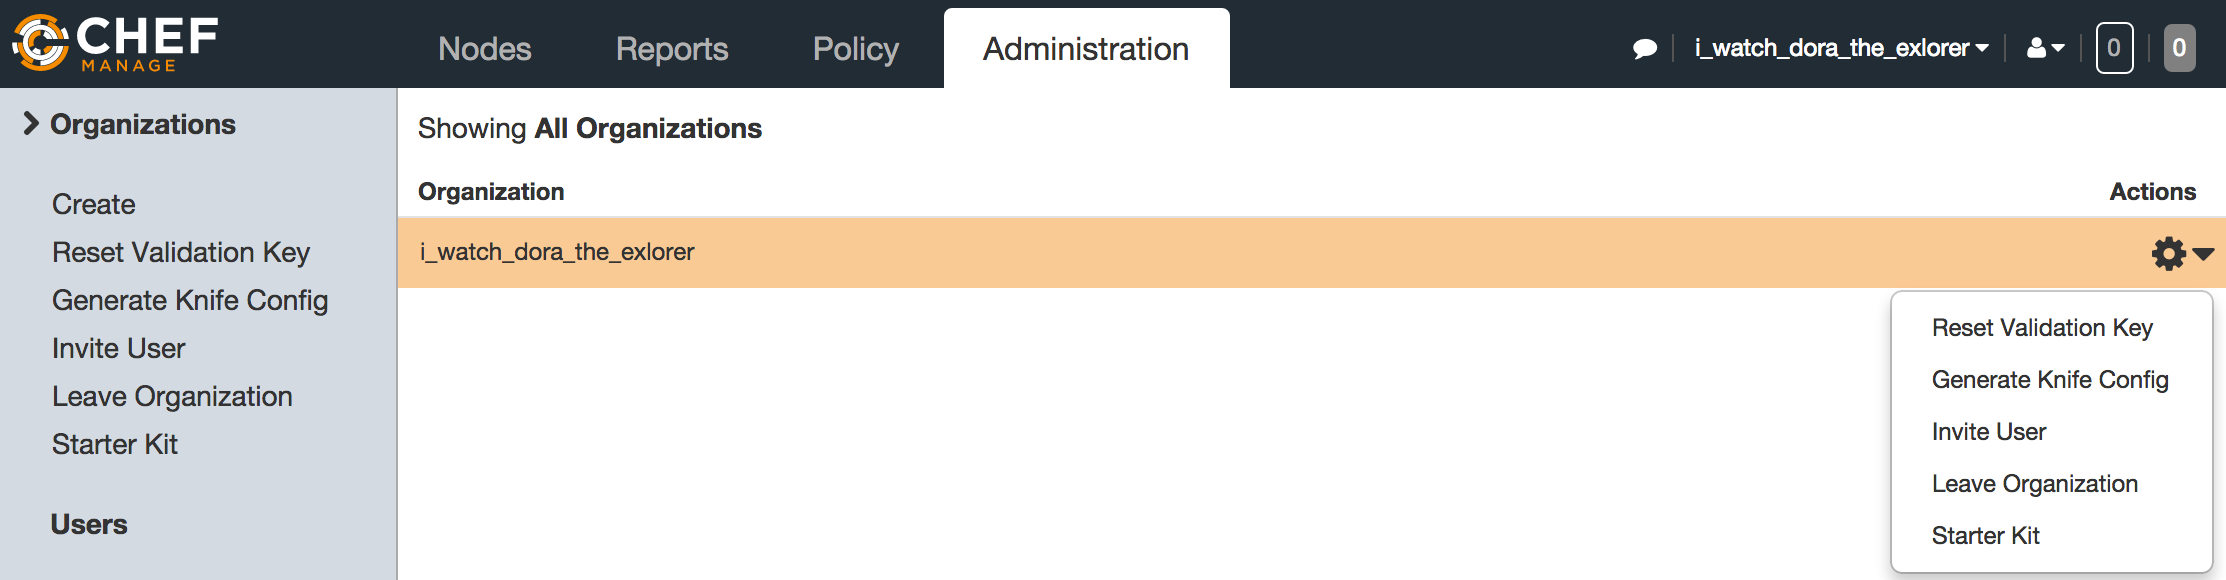 CHEF
MANAGE
Nodes Reports Policy Administration i_watch_dora_the_exlorer 0 0
Organizations
Create
Reset Validation Key
Generate Knife Config
Invite User
Leave Organization
Starter Kit
Users
Showing All Organizations
Organization Actions
i_watch_dora_the_exlorer
Reset Validation Key
Generate Knife Config
Invite User
Leave Organization
Starter Kit